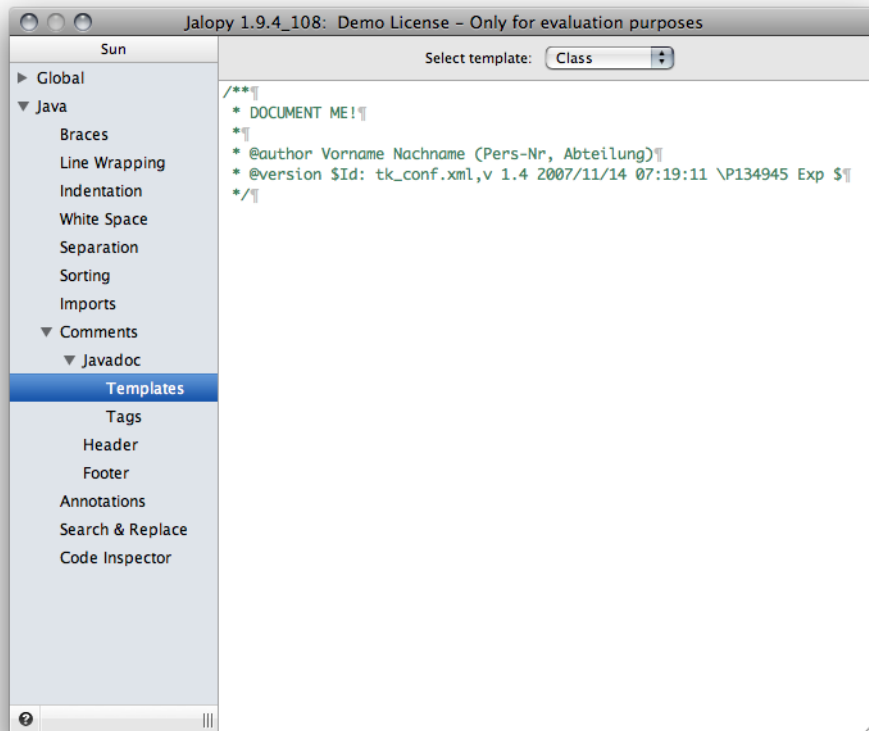 Jalopy 1.9.4_108: Demo License – Only for evaluation purposes
Sun
Global
Java
Braces
Line Wrapping
Indentation
White Space
Separation
Sorting
Imports
Comments
Javadoc
Templates
Tags
Header
Footer
Annotations
Search & Replace
Code Inspector
?
Select template: Class
/**¶
* DOCUMENT ME!¶
*¶
* @author Vorname Nachname (Pers-Nr, Abteilung)¶
* @version $Id: tk_conf.xml,v 1.4 2007/11/14 07:19:11 \P134945 Exp $¶
*/¶